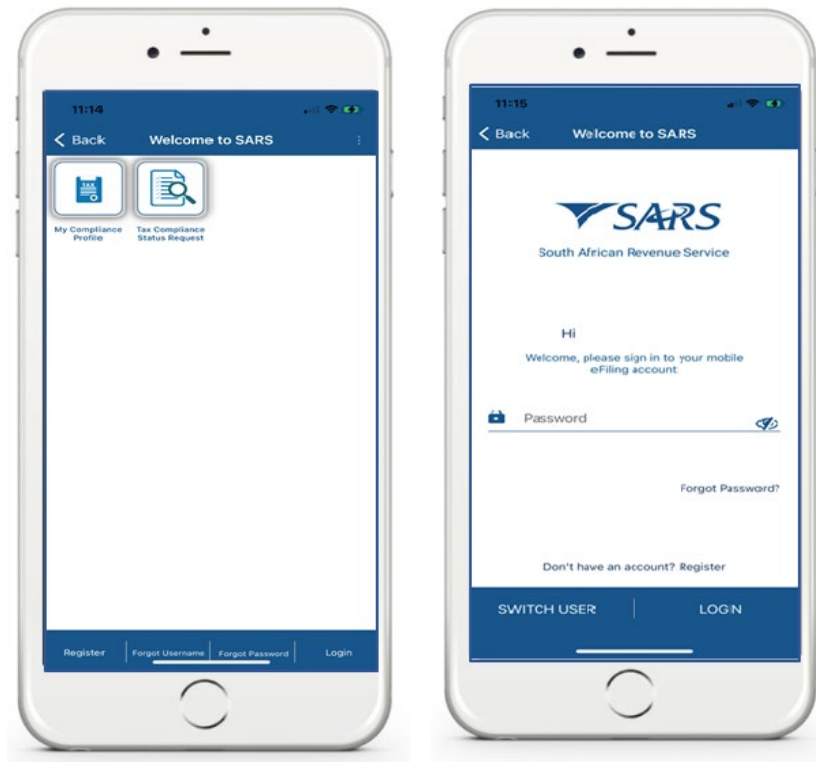 11:14
Back Welcome to SARS
TAX
My Compliance
Profile
Tax Compliance
Status Request
Register Forgot Username Forgot Password Login
11:15
Back Welcome to SARS
SARS
South African Revenue Service
Hi
Welcome, please sign in to your mobile
eFiling account
Password
Forgot Password?
Don't have an account? Register
SWITCH USER LOGIN